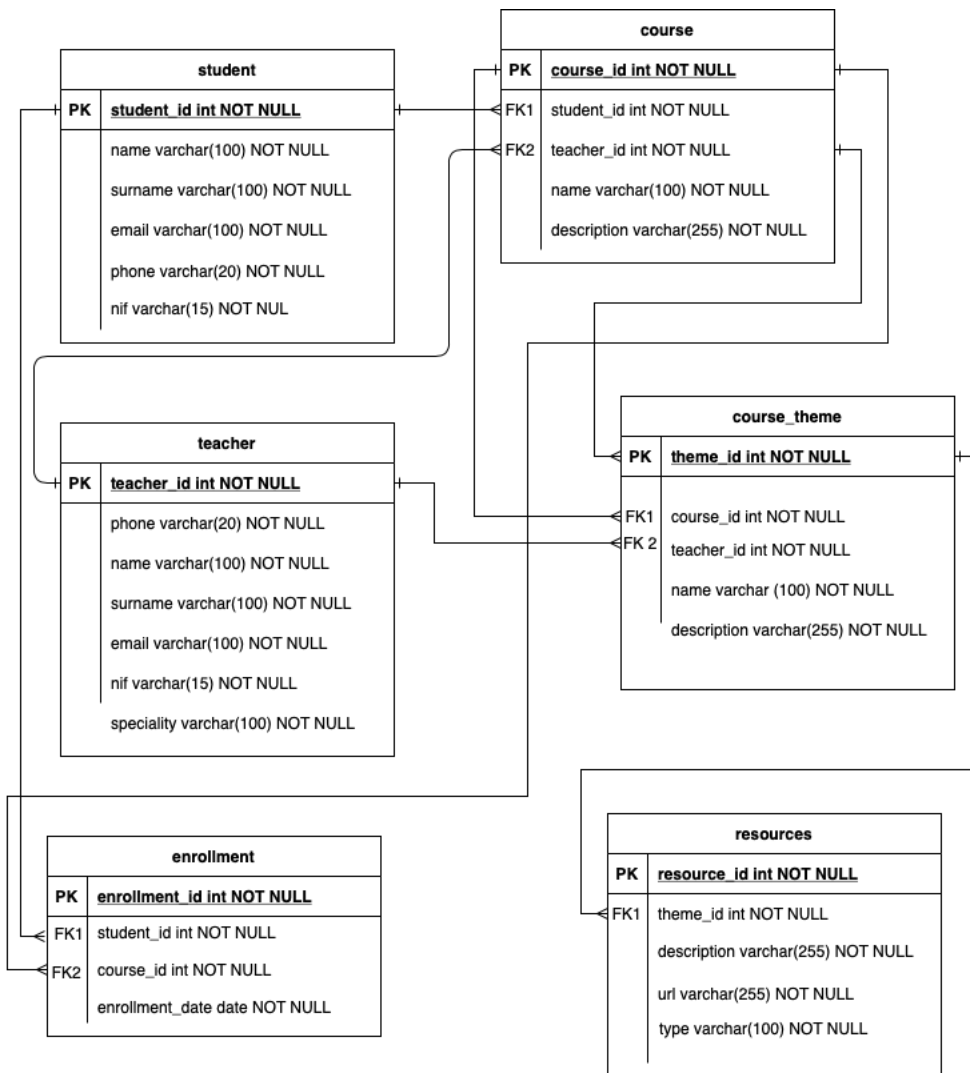 course
PK course_id int NOT NULL
FK1 student_id int NOT NULL
FK2 teacher_id int NOT NULL
name varchar(100) NOT NULL
description varchar(255) NOT NULL
student
PK student_id int NOT NULL
name varchar(100) NOT NULL
surname varchar(100) NOT NULL
email varchar(100) NOT NULL
phone varchar(20) NOT NULL
nif varchar(15) NOT NUL
course_theme
PK theme_id int NOT NULL
FK1 course_id int NOT NULL
FK 2 teacher_id int NOT NULL
name varchar (100) NOT NULL
description varchar(255) NOT NULL
teacher
PK teacher_id int NOT NULL
phone varchar(20) NOT NULL
name varchar(100) NOT NULL
surname varchar(100) NOT NULL
email varchar(100) NOT NULL
nif varchar(15) NOT NULL
speciality varchar(100) NOT NULL
enrollment
PK enrollment_id int NOT NULL
FK1 student_id int NOT NULL
FK2 course_id int NOT NULL
enrollment_date date NOT NULL
resources
PK resource_id int NOT NULL
FK1 theme_id int NOT NULL
description varchar(255) NOT NULL
url varchar(255) NOT NULL
type varchar(100) NOT NULL